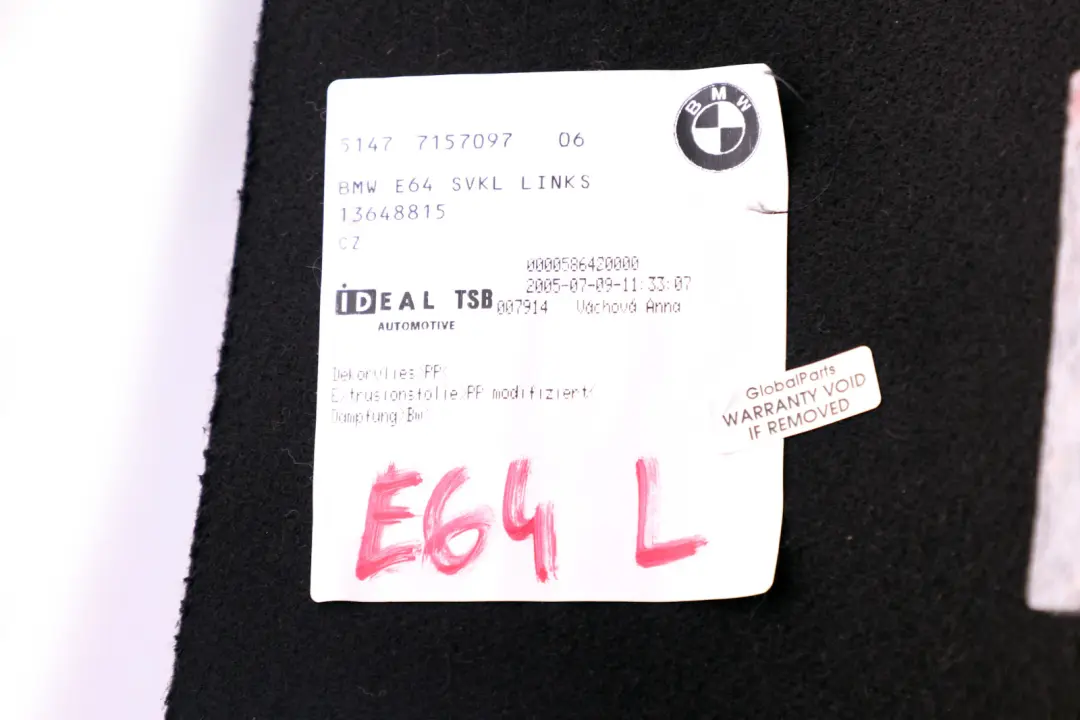 BMW
5147 7157097 06
BMW E64 SVKL LINKS
13648815
CZ
0000586420000
2005-07-09-11:33:07
IDEAL TSB 007914 Váchová Anna
AUTOMOTIVE
Dekorvlies/PP/
Extrusionsfolie/PP modifiziert/
Dämpfung/Bw/
GlobalParts
WARRANTY VOID
IF REMOVED
E64 L